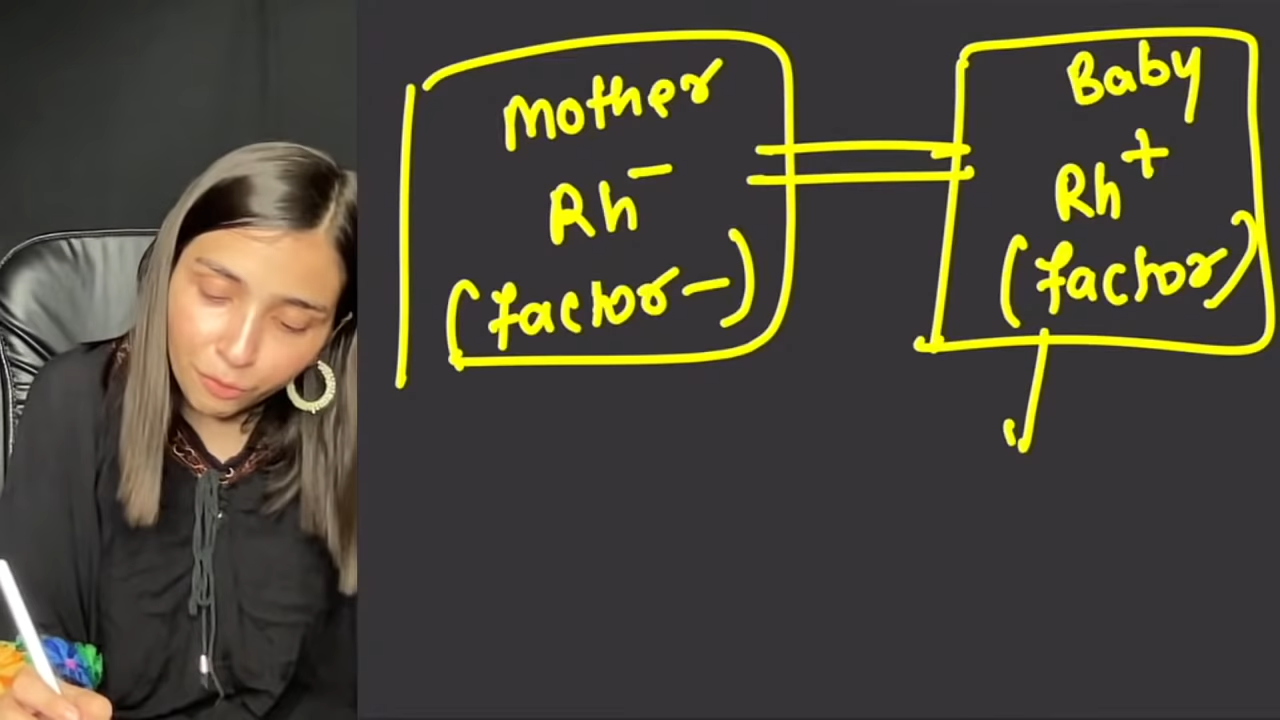 Mother
Rh⁻
(factor-)
Baby
Rh⁺
(factor)